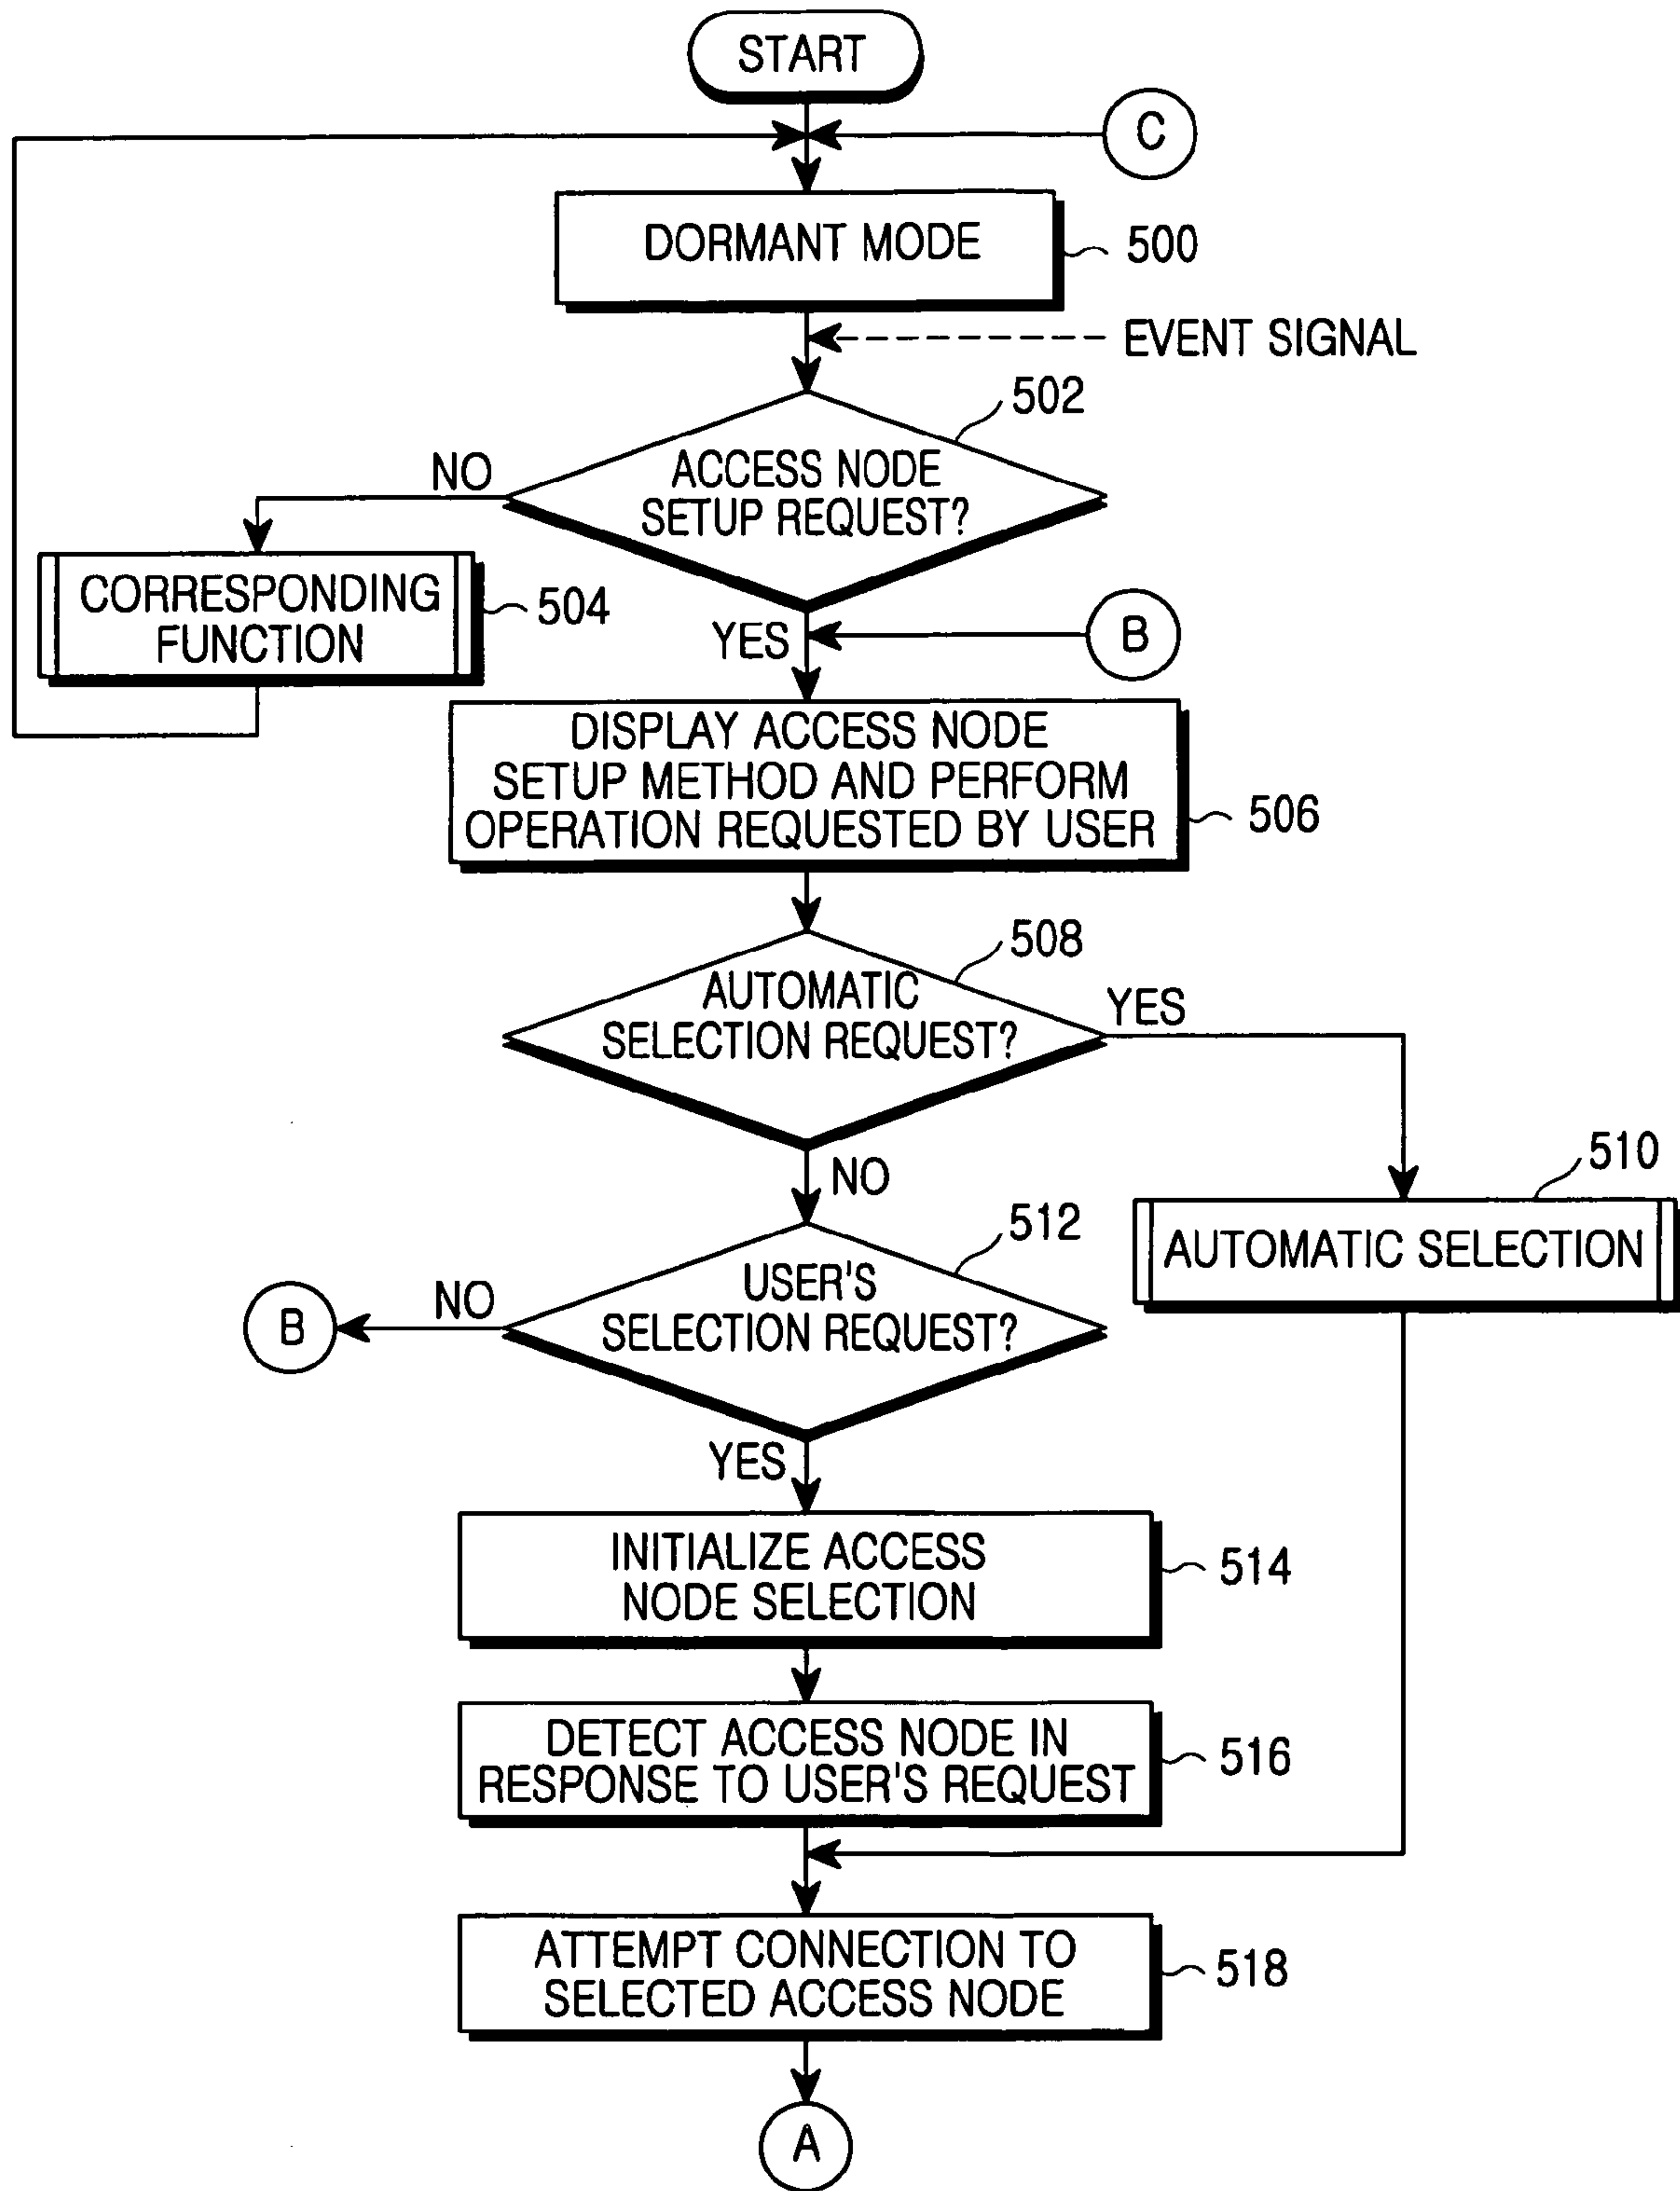 START
C
DORMANT MODE
500
EVENT SIGNAL
502
ACCESS NODE
SETUP REQUEST?
NO
CORRESPONDING
FUNCTION
504
YES
B
DISPLAY ACCESS NODE
SETUP METHOD AND PERFORM
OPERATION REQUESTED BY USER
506
508
AUTOMATIC
SELECTION REQUEST?
YES
NO
510
AUTOMATIC SELECTION
512
USER'S
SELECTION REQUEST?
NO
B
YES
INITIALIZE ACCESS
NODE SELECTION
514
DETECT ACCESS NODE IN
RESPONSE TO USER'S REQUEST
516
ATTEMPT CONNECTION TO
SELECTED ACCESS NODE
518
A